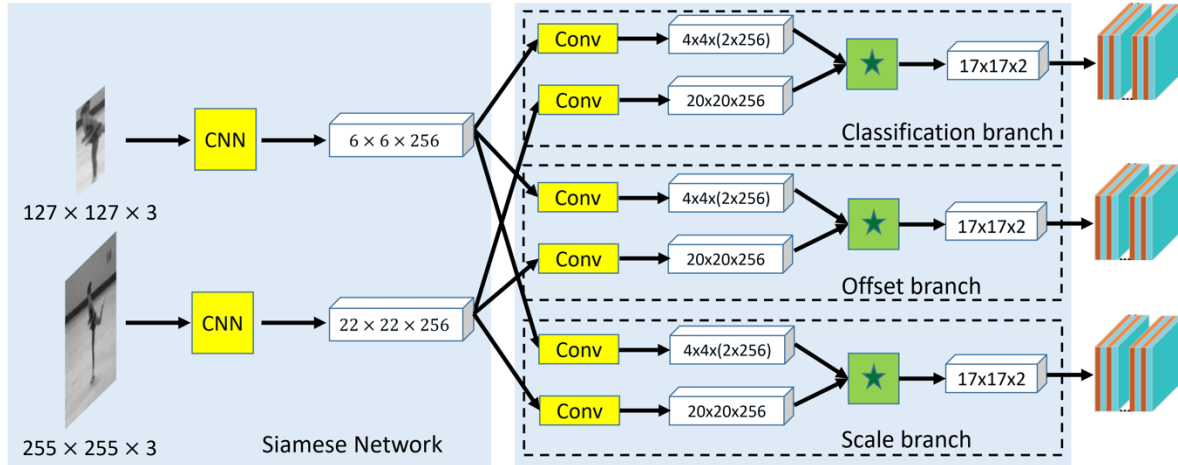 CNN
6 × 6 × 256
127 × 127 × 3
CNN
22 × 22 × 256
255 × 255 × 3
Siamese Network
Conv
4x4x(2x256)
Conv
20x20x256
17x17x2
Classification branch
Conv
4x4x(2x256)
Conv
20x20x256
17x17x2
Offset branch
Conv
4x4x(2x256)
Conv
20x20x256
17x17x2
Scale branch